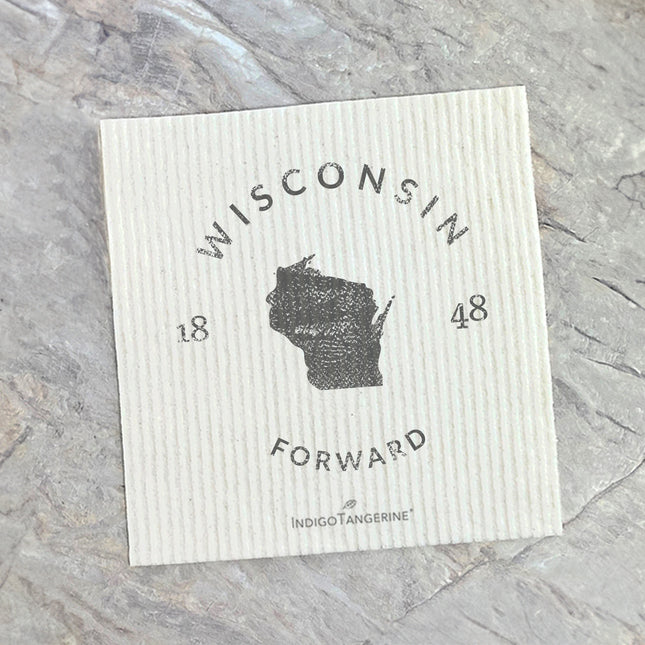 WISCONSIN
18 48
FORWARD
INDIGOTANGERINE®